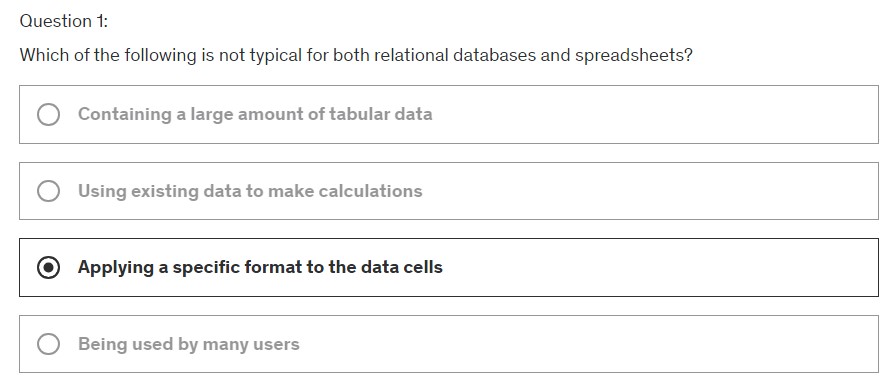 Question 1:
Which of the following is not typical for both relational databases and spreadsheets?
Containing a large amount of tabular data
Using existing data to make calculations
Applying a specific format to the data cells
Being used by many users